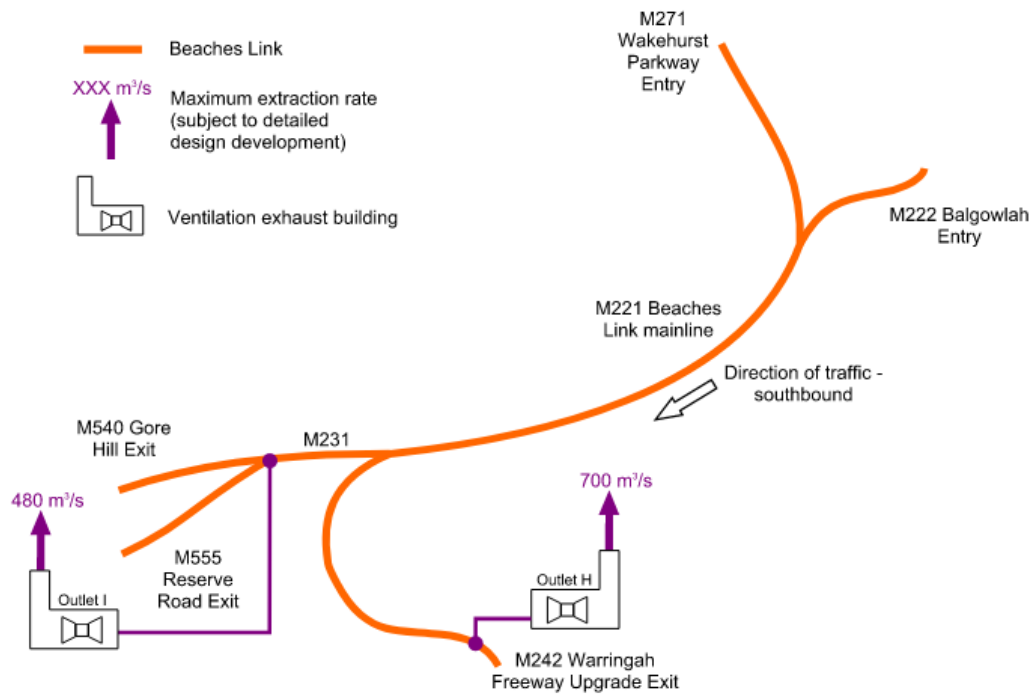 Beaches Link
XXX m³/s
Maximum extraction rate
(subject to detailed
design development)
Ventilation exhaust building
M271
Wakehurst
Parkway
Entry
M222 Balgowlah
Entry
M221 Beaches
Link mainline
Direction of traffic -
southbound
M540 Gore
Hill Exit
M231
480 m³/s
700 m³/s
M555
Reserve
Road Exit
Outlet I
Outlet H
M242 Warringah
Freeway Upgrade Exit